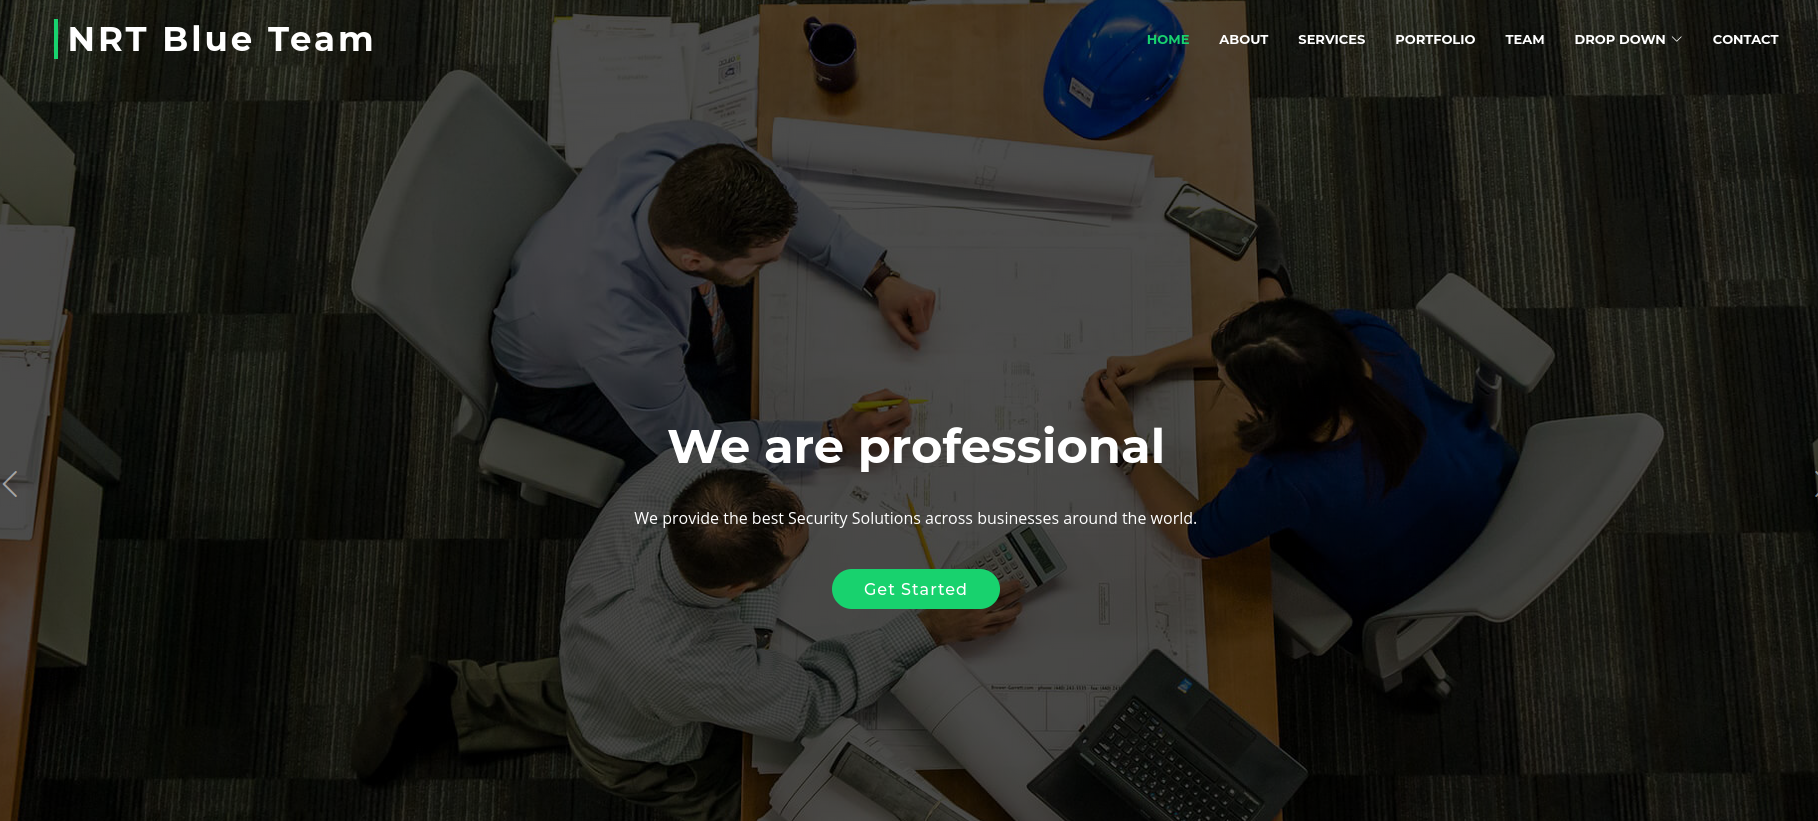 NRT Blue Team
HOME ABOUT SERVICES PORTFOLIO TEAM DROP DOWN CONTACT
We are professional
We provide the best Security Solutions across businesses around the world.
Get Started